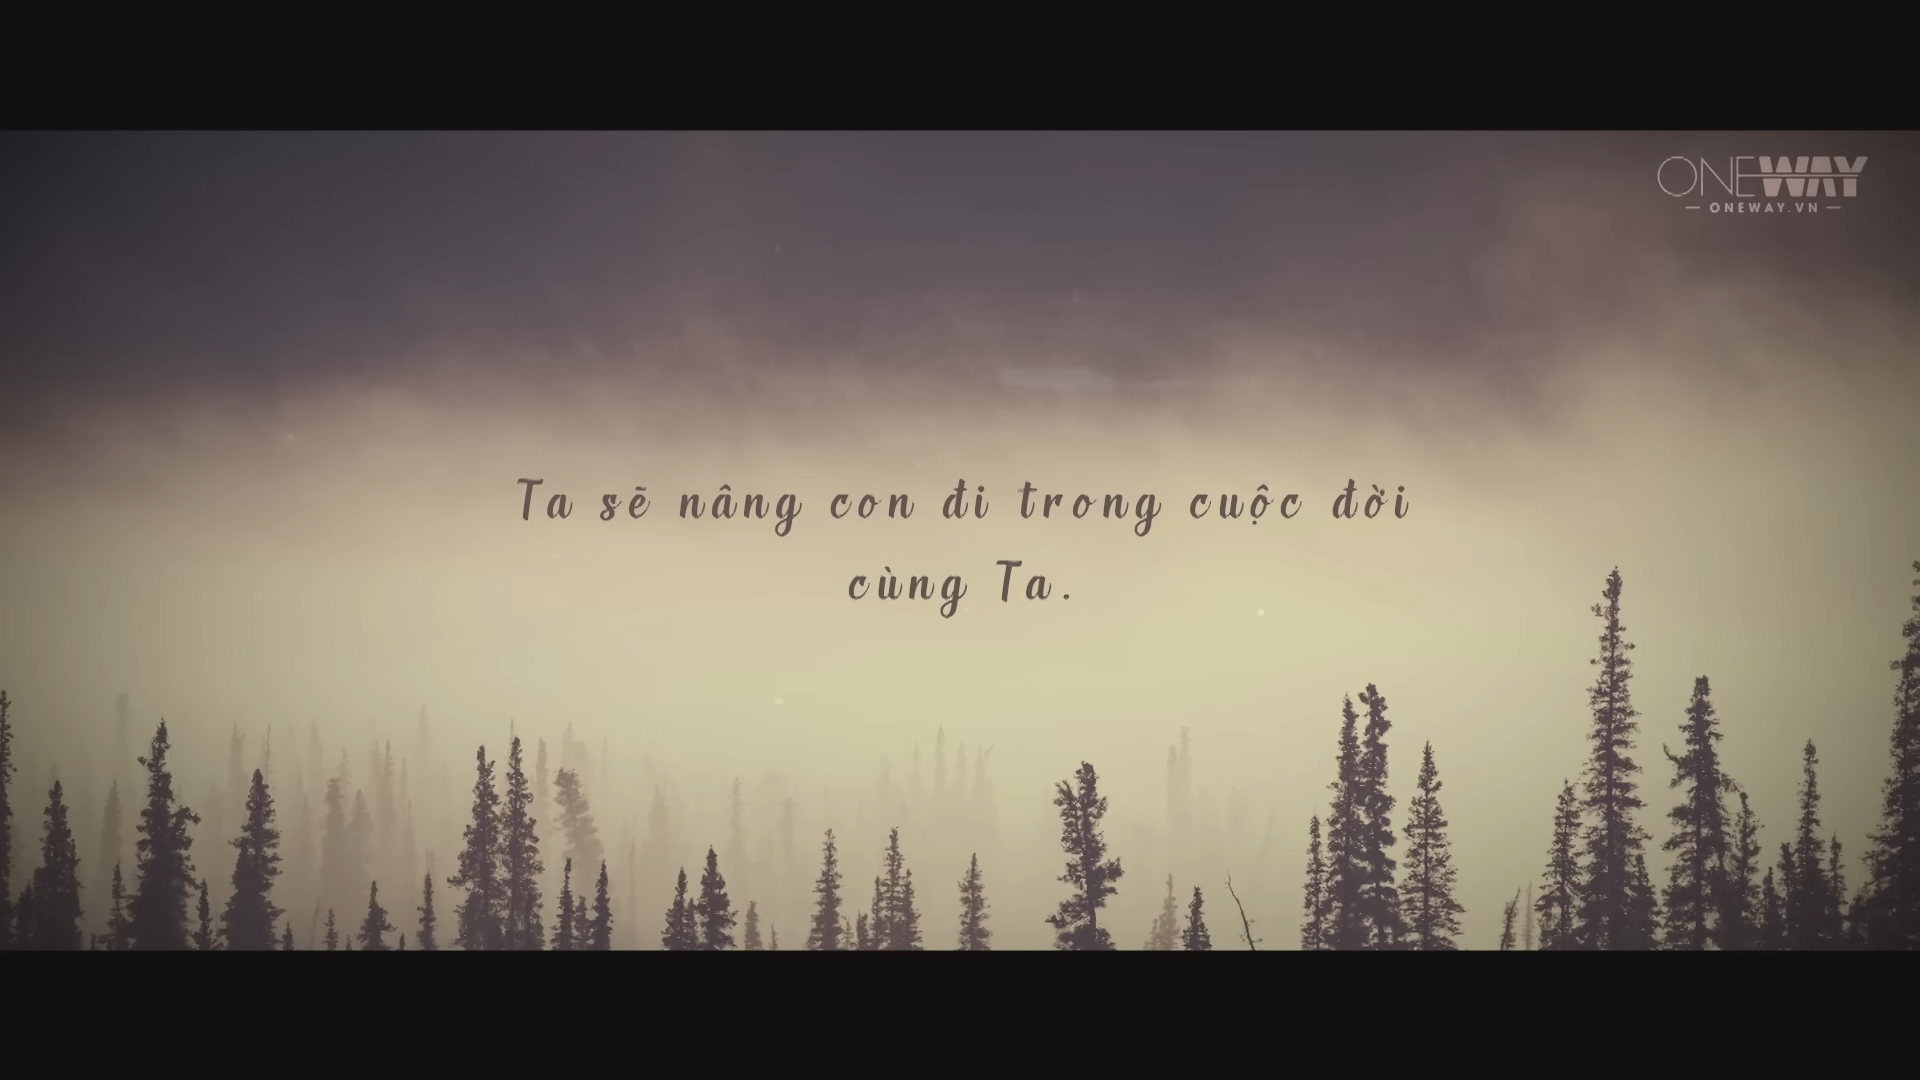 ONEWAY
ONEWAY.VN
Ta sẽ nâng con đi trong cuộc đời
cùng Ta.